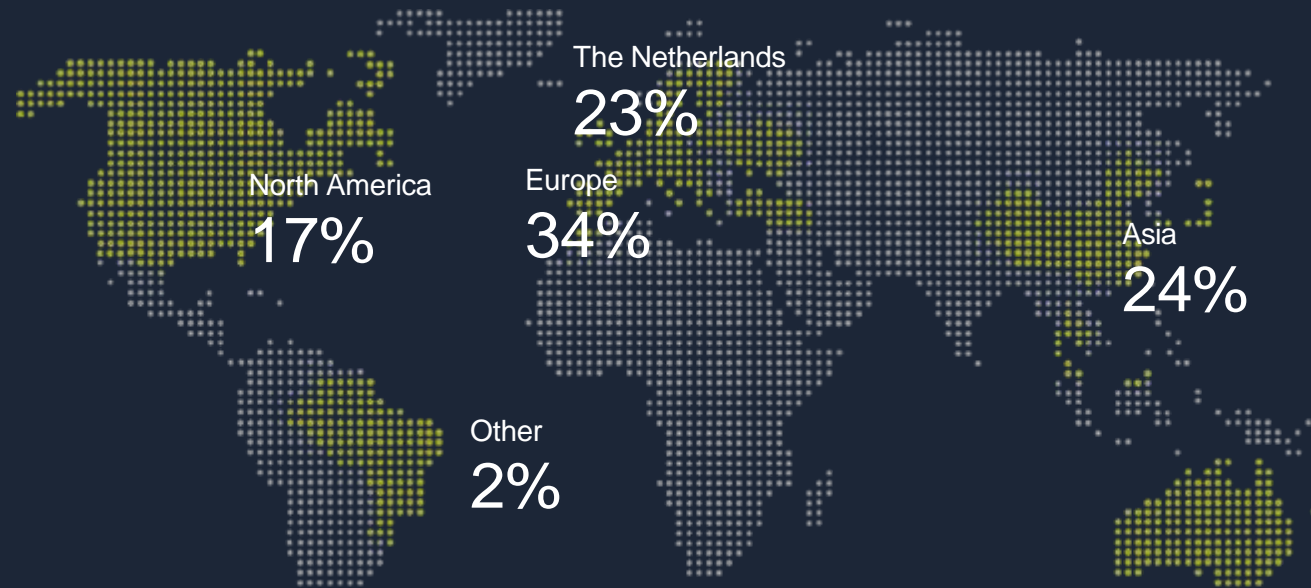 The Netherlands
23%
North America
17%
Europe
34%
Asia
24%
Other
2%